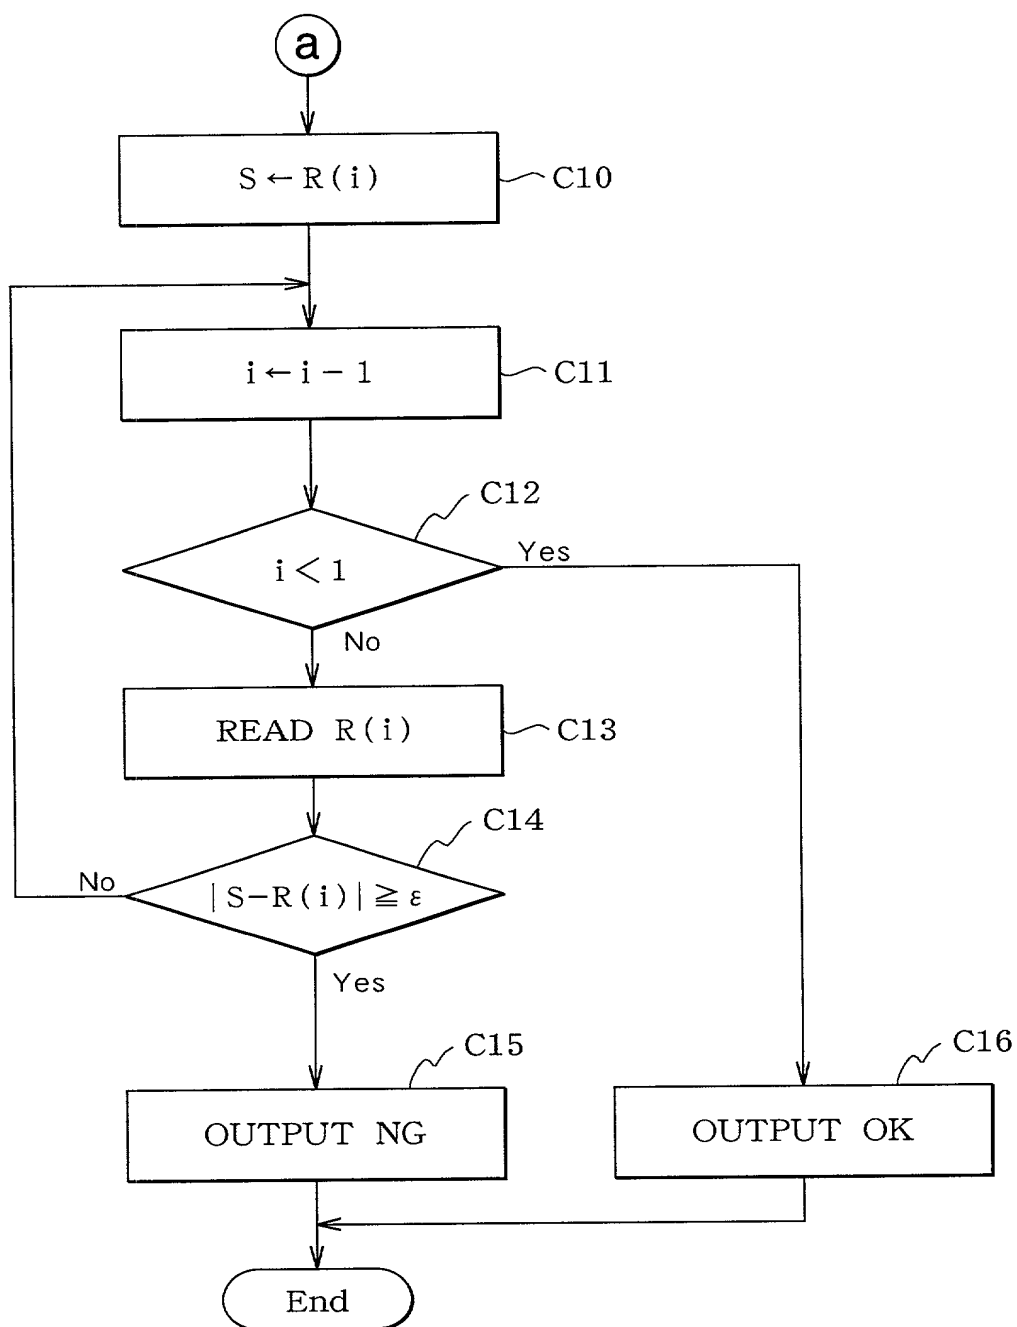 a
S ← R(i)
C10
i ← i − 1
C11
C12
i < 1
Yes
No
READ R(i)
C13
C14
|S−R(i)| ≧ ε
No
Yes
C15
OUTPUT NG
C16
OUTPUT OK
End